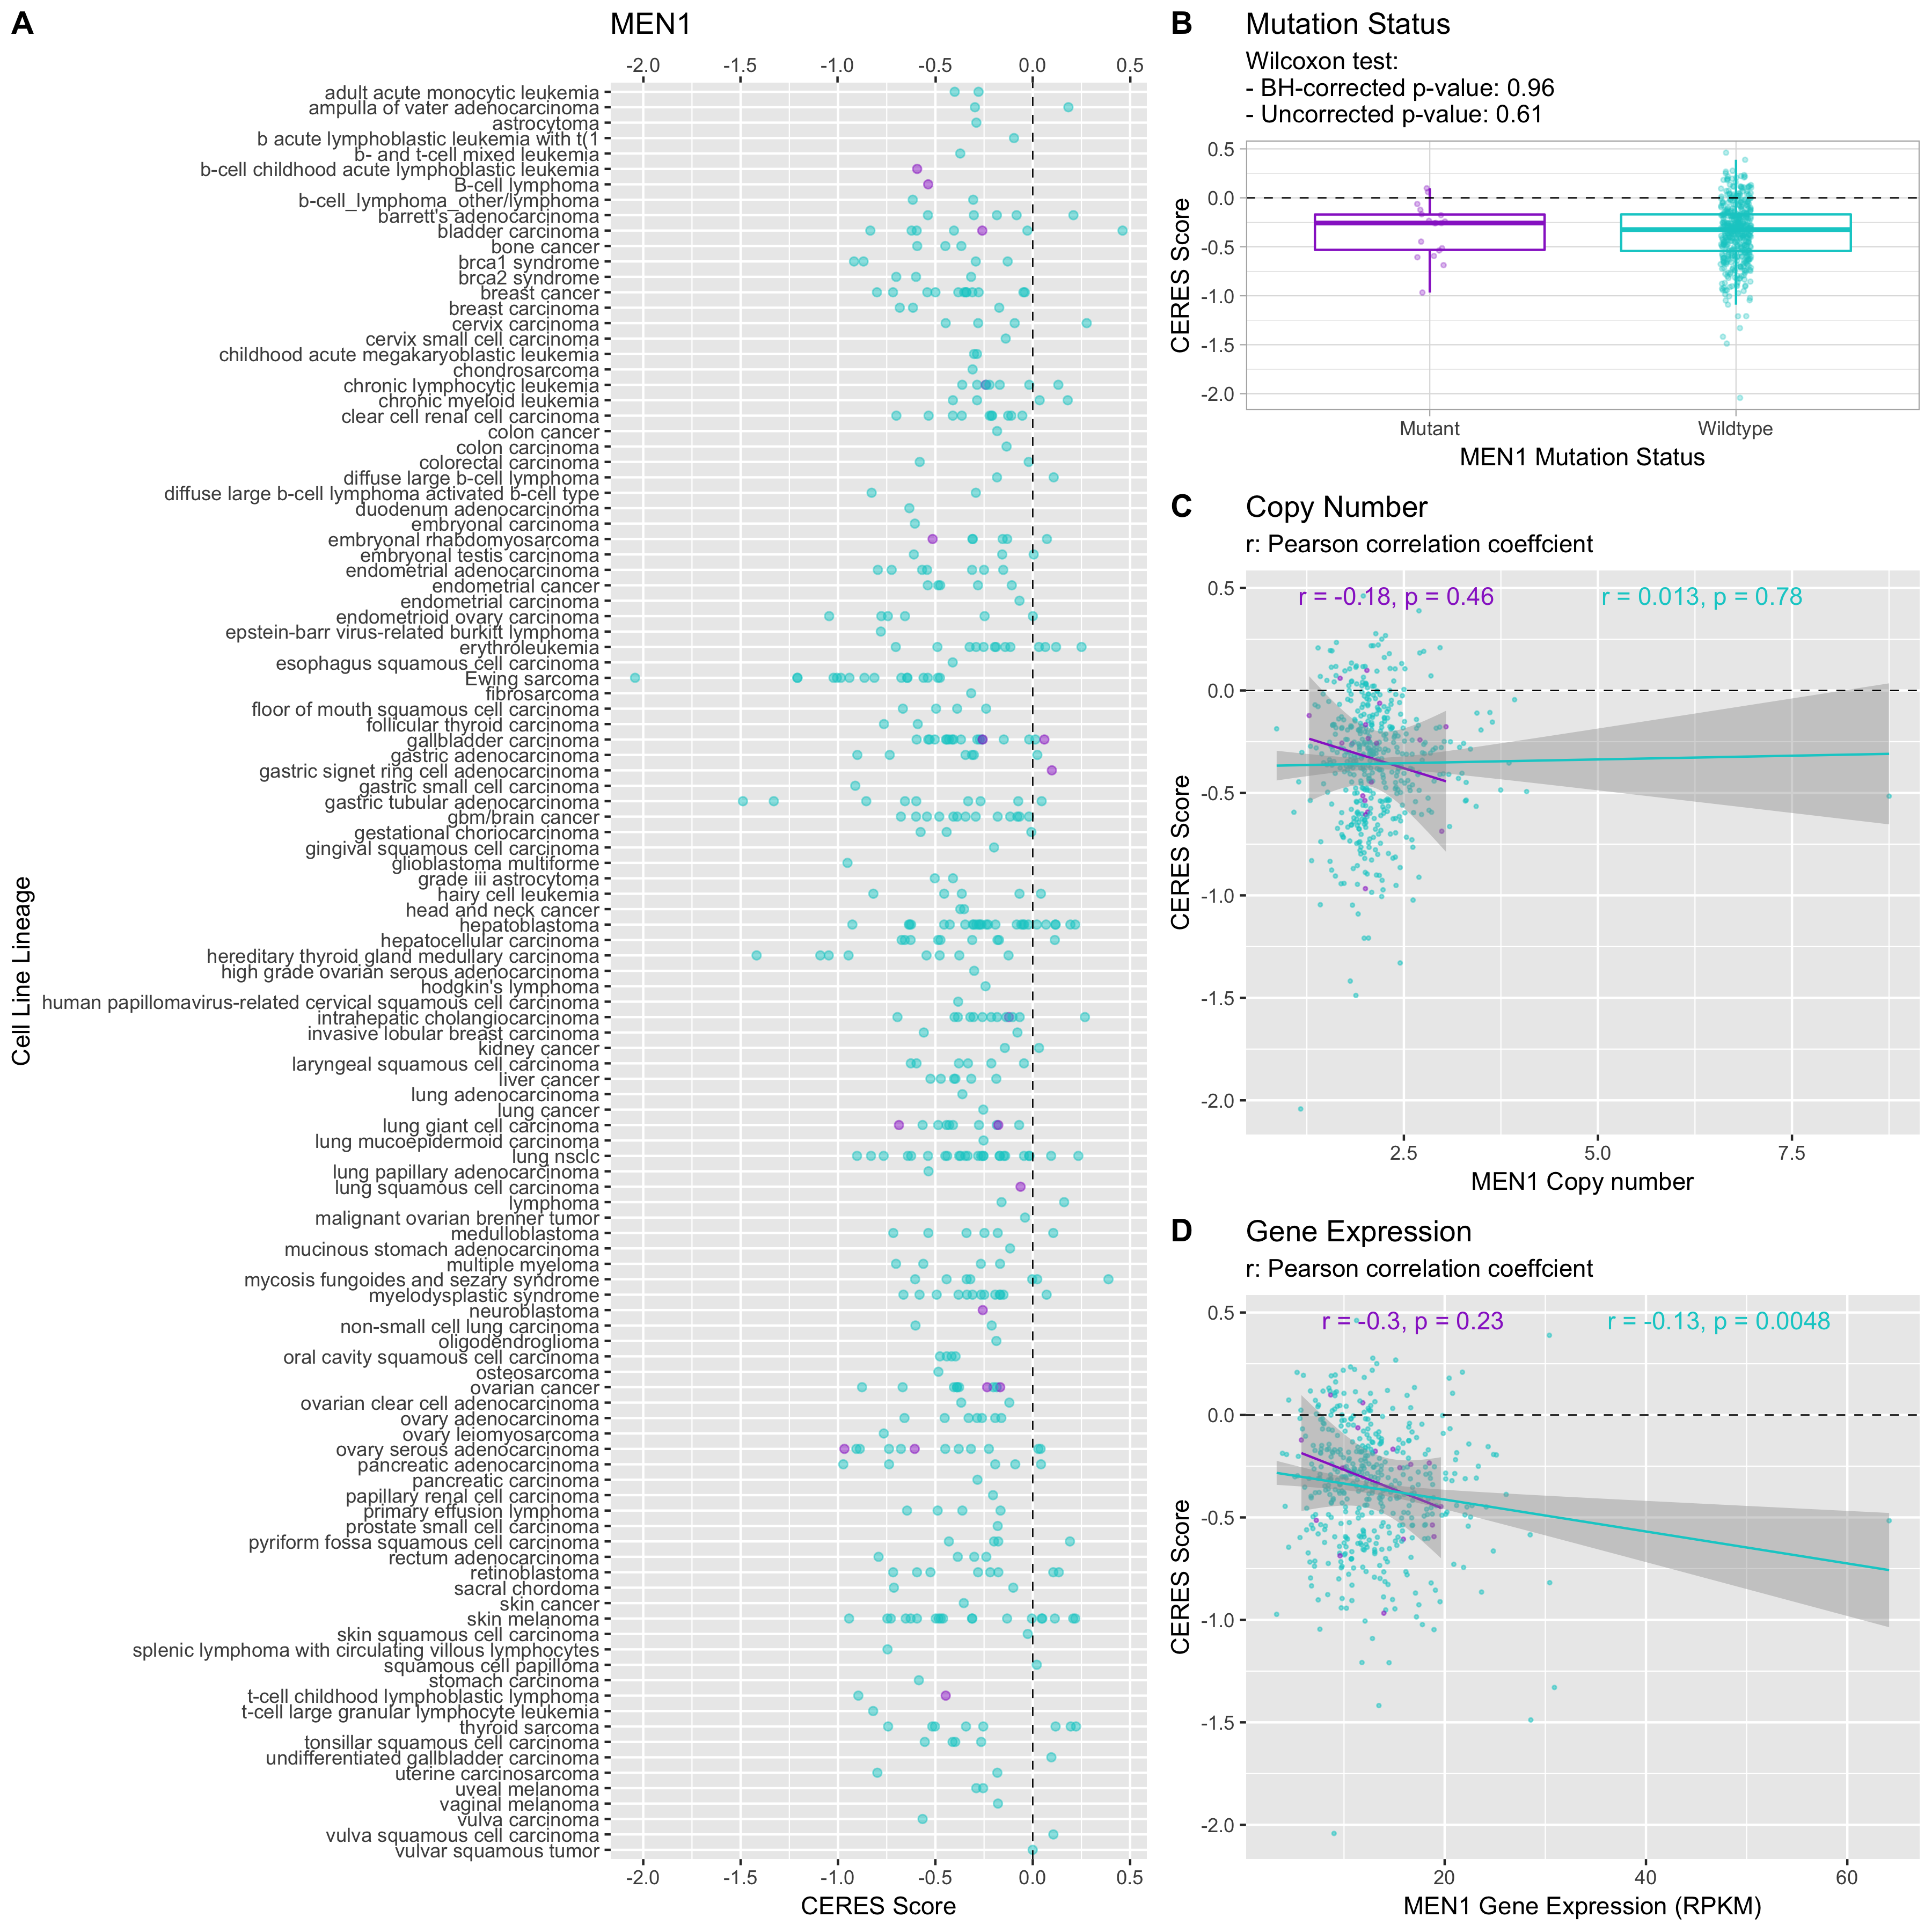 A
MEN1
-2.0 -1.5 -1.0 -0.5 0.0 0.5
adult acute monocytic leukemia
ampulla of vater adenocarcinoma
astrocytoma
b acute lymphoblastic leukemia with t(1
b- and t-cell mixed leukemia
b-cell childhood acute lymphoblastic leukemia
B-cell lymphoma
b-cell_lymphoma_other/lymphoma
barrett's adenocarcinoma
bladder carcinoma
bone cancer
brca1 syndrome
brca2 syndrome
breast cancer
breast carcinoma
cervix carcinoma
cervix small cell carcinoma
childhood acute megakaryoblastic leukemia
chondrosarcoma
chronic lymphocytic leukemia
chronic myeloid leukemia
clear cell renal cell carcinoma
colon cancer
colon carcinoma
colorectal carcinoma
diffuse large b-cell lymphoma
diffuse large b-cell lymphoma activated b-cell type
duodenum adenocarcinoma
embryonal carcinoma
embryonal rhabdomyosarcoma
embryonal testis carcinoma
endometrial adenocarcinoma
endometrial cancer
endometrial carcinoma
endometrioid ovary carcinoma
epstein-barr virus-related burkitt lymphoma
erythroleukemia
esophagus squamous cell carcinoma
Ewing sarcoma
fibrosarcoma
floor of mouth squamous cell carcinoma
follicular thyroid carcinoma
gallbladder carcinoma
gastric adenocarcinoma
gastric signet ring cell adenocarcinoma
gastric small cell carcinoma
gastric tubular adenocarcinoma
gbm/brain cancer
gestational choriocarcinoma
gingival squamous cell carcinoma
glioblastoma multiforme
grade iii astrocytoma
hairy cell leukemia
head and neck cancer
hepatoblastoma
hepatocellular carcinoma
hereditary thyroid gland medullary carcinoma
high grade ovarian serous adenocarcinoma
hodgkin's lymphoma
human papillomavirus-related cervical squamous cell carcinoma
intrahepatic cholangiocarcinoma
invasive lobular breast carcinoma
kidney cancer
laryngeal squamous cell carcinoma
liver cancer
lung adenocarcinoma
lung cancer
lung giant cell carcinoma
lung mucoepidermoid carcinoma
lung nsclc
lung papillary adenocarcinoma
lung squamous cell carcinoma
lymphoma
malignant ovarian brenner tumor
medulloblastoma
mucinous stomach adenocarcinoma
multiple myeloma
mycosis fungoides and sezary syndrome
myelodysplastic syndrome
neuroblastoma
non-small cell lung carcinoma
oligodendroglioma
oral cavity squamous cell carcinoma
osteosarcoma
ovarian cancer
ovarian clear cell adenocarcinoma
ovary adenocarcinoma
ovary leiomyosarcoma
ovary serous adenocarcinoma
pancreatic adenocarcinoma
pancreatic carcinoma
papillary renal cell carcinoma
primary effusion lymphoma
prostate small cell carcinoma
pyriform fossa squamous cell carcinoma
rectum adenocarcinoma
retinoblastoma
sacral chordoma
skin cancer
skin melanoma
skin squamous cell carcinoma
splenic lymphoma with circulating villous lymphocytes
squamous cell papilloma
stomach carcinoma
t-cell childhood lymphoblastic lymphoma
t-cell large granular lymphocyte leukemia
thyroid sarcoma
tonsillar squamous cell carcinoma
undifferentiated gallbladder carcinoma
uterine carcinosarcoma
uveal melanoma
vaginal melanoma
vulva carcinoma
vulva squamous cell carcinoma
vulvar squamous tumor
-2.0 -1.5 -1.0 -0.5 0.0 0.5
CERES Score
Cell Line Lineage
B
Mutation Status
Wilcoxon test:
- BH-corrected p-value: 0.96
- Uncorrected p-value: 0.61
0.5
0.0
-0.5
-1.0
-1.5
-2.0
CERES Score
Mutant Wildtype
MEN1 Mutation Status
C
Copy Number
r: Pearson correlation coeffcient
r = -0.18, p = 0.46 r = 0.013, p = 0.78
0.5
0.0
-0.5
-1.0
-1.5
-2.0
CERES Score
2.5 5.0 7.5
MEN1 Copy number
D
Gene Expression
r: Pearson correlation coeffcient
r = -0.3, p = 0.23 r = -0.13, p = 0.0048
0.5
0.0
-0.5
-1.0
-1.5
-2.0
CERES Score
20 40 60
MEN1 Gene Expression (RPKM)